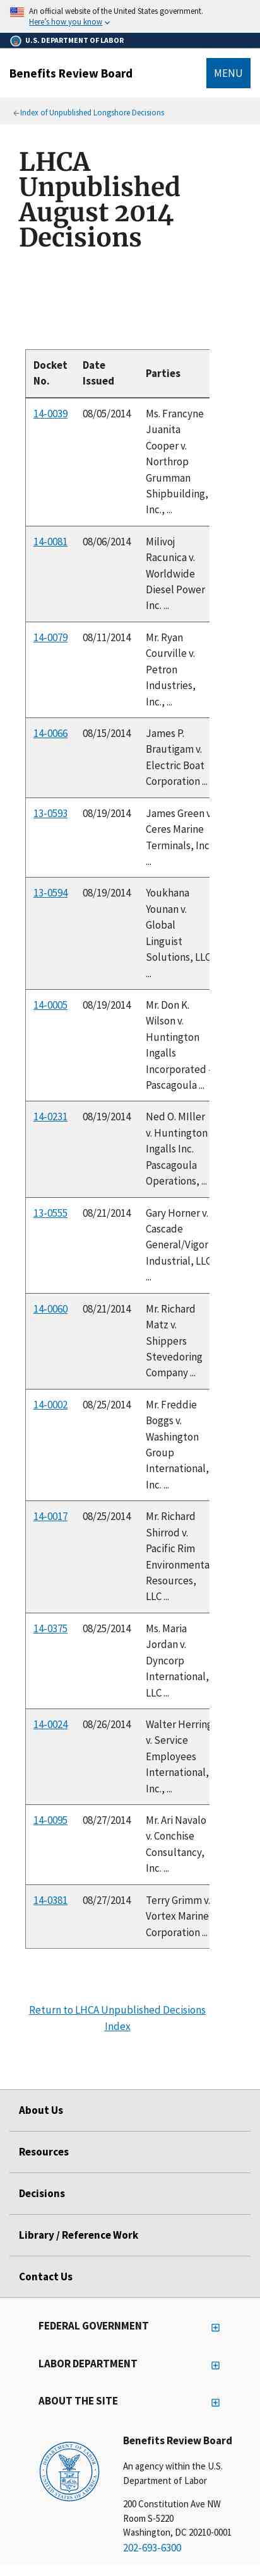 An official website of the United States government.
Here's how you know
U.S. DEPARTMENT OF LABOR
Benefits Review Board
MENU
Index of Unpublished Longshore Decisions
LHCA
Unpublished
August 2014
Decisions
Docket No. Date Issued Parties
14-0039 08/05/2014 Ms. Francyne
Juanita
Cooper v.
Northrop
Grumman
Shipbuilding,
Inc., ...
14-0081 08/06/2014 Milivoj
Racunica v.
Worldwide
Diesel Power
Inc. ...
14-0079 08/11/2014 Mr. Ryan
Courville v.
Petron
Industries,
Inc., ...
14-0066 08/15/2014 James P.
Brautigam v.
Electric Boat
Corporation ...
13-0593 08/19/2014 James Green v
Ceres Marine
Terminals, Inc
...
13-0594 08/19/2014 Youkhana
Younan v.
Global
Linguist
Solutions, LLC
...
14-0005 08/19/2014 Mr. Don K.
Wilson v.
Huntington
Ingalls
Incorporated -
Pascagoula ...
14-0231 08/19/2014 Ned O. MIller
v. Huntington
Ingalls Inc.
Pascagoula
Operations, ...
13-0555 08/21/2014 Gary Horner v.
Cascade
General/Vigor
Industrial, LLC
...
14-0060 08/21/2014 Mr. Richard
Matz v.
Shippers
Stevedoring
Company ...
14-0002 08/25/2014 Mr. Freddie
Boggs v.
Washington
Group
International,
Inc. ...
14-0017 08/25/2014 Mr. Richard
Shirrod v.
Pacific Rim
Environmenta
Resources,
LLC ...
14-0375 08/25/2014 Ms. Maria
Jordan v.
Dyncorp
International,
LLC ...
14-0024 08/26/2014 Walter Herring
v. Service
Employees
International,
Inc., ...
14-0095 08/27/2014 Mr. Ari Navalo
v. Conchise
Consultancy,
Inc. ...
14-0381 08/27/2014 Terry Grimm v.
Vortex Marine
Corporation ...
Return to LHCA Unpublished Decisions
Index
About Us
Resources
Decisions
Library / Reference Work
Contact Us
FEDERAL GOVERNMENT
LABOR DEPARTMENT
ABOUT THE SITE
Benefits Review Board
An agency within the U.S.
Department of Labor
200 Constitution Ave NW
Room S-5220
Washington, DC 20210-0001
202-693-6300